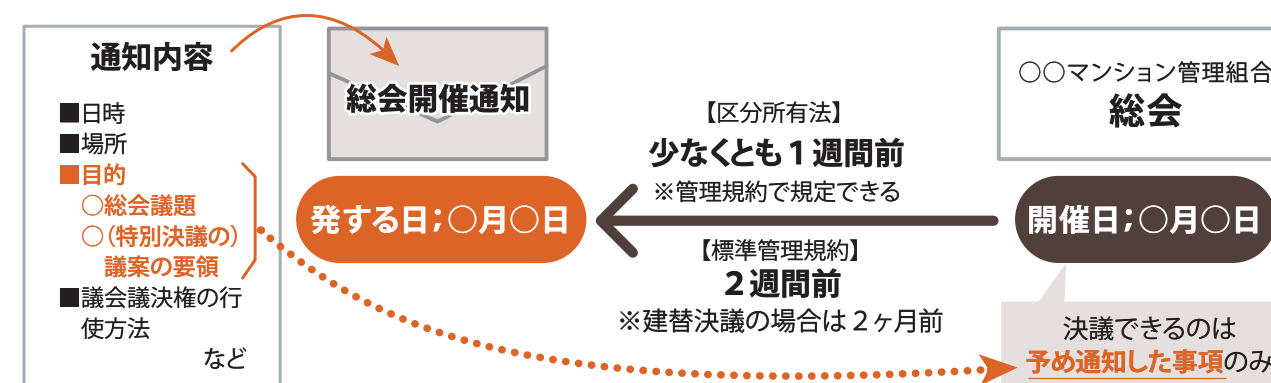 通知内容
■日時
■場所
■目的
○総会議題
○（特別決議の）
議案の要領
■議会議決権の行
使方法
など
総会開催通知
発する日；○月○日
【区分所有法】
少なくとも１週間前
※管理規約で規定できる
【標準管理規約】
２週間前
※建替決議の場合は２ヶ月前
○○マンション管理組合
総会
開催日；○月○日
決議できるのは
予め通知した事項のみ